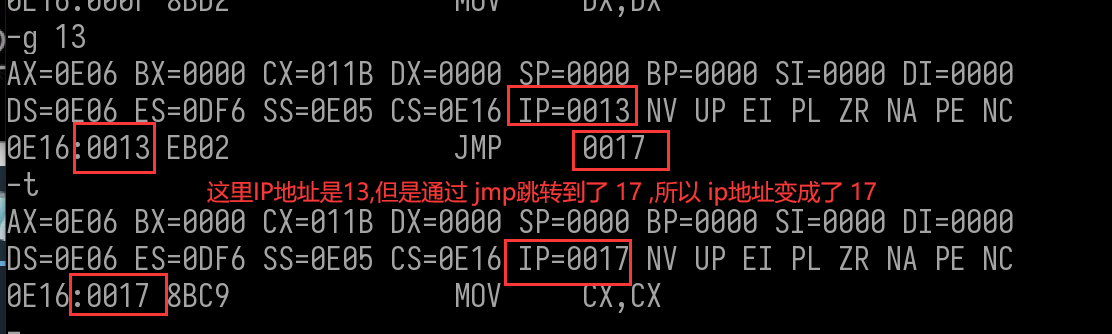 0E16:000F 8BD2 MOV DX,DX
-g 13
AX=0E06 BX=0000 CX=011B DX=0000 SP=0000 BP=0000 SI=0000 DI=0000
DS=0E06 ES=0DF6 SS=0E05 CS=0E16 IP=0013 NV UP EI PL ZR NA PE NC
0E16:0013 EB02 JMP 0017
-t
这里IP地址是13,但是通过 jmp跳转到了 17 ,所以 ip地址变成了 17
AX=0E06 BX=0000 CX=011B DX=0000 SP=0000 BP=0000 SI=0000 DI=0000
DS=0E06 ES=0DF6 SS=0E05 CS=0E16 IP=0017 NV UP EI PL ZR NA PE NC
0E16:0017 8BC9 MOV CX,CX